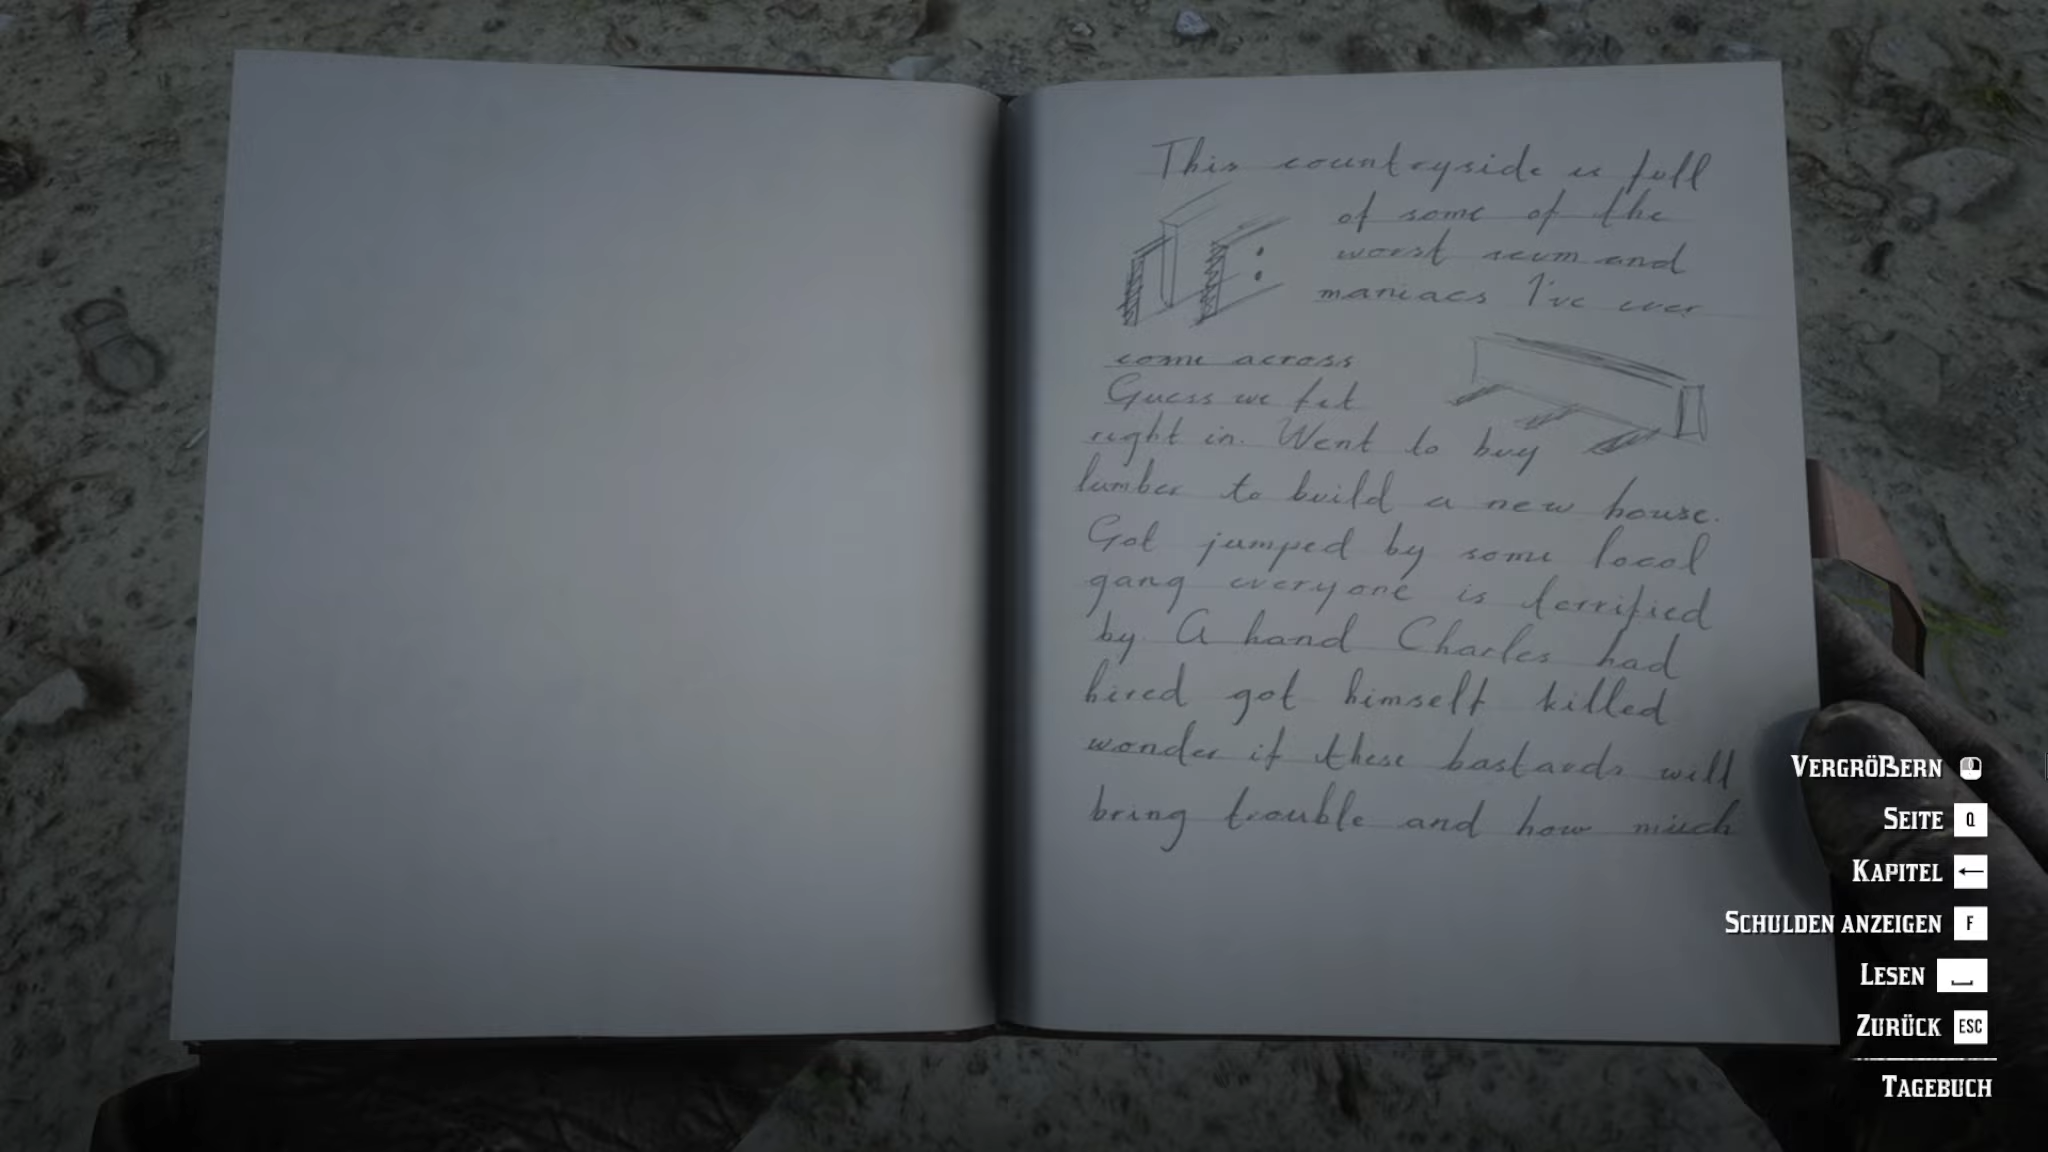 This countryside is full
of some of the
worst scum and
maniacs I've ever
come across
Guess we fit
right in. Went to buy
lumber to build a new house.
Got jumped by some local
gang everyone is terrified
by. A hand Charles had
hired got himself killed
wonder if these bastards will
bring trouble and how much
VERGRÖẞERN
SEITE Q
KAPITEL ←
SCHULDEN ANZEIGEN F
LESEN
ZURÜCK ESC
TAGEBUCH